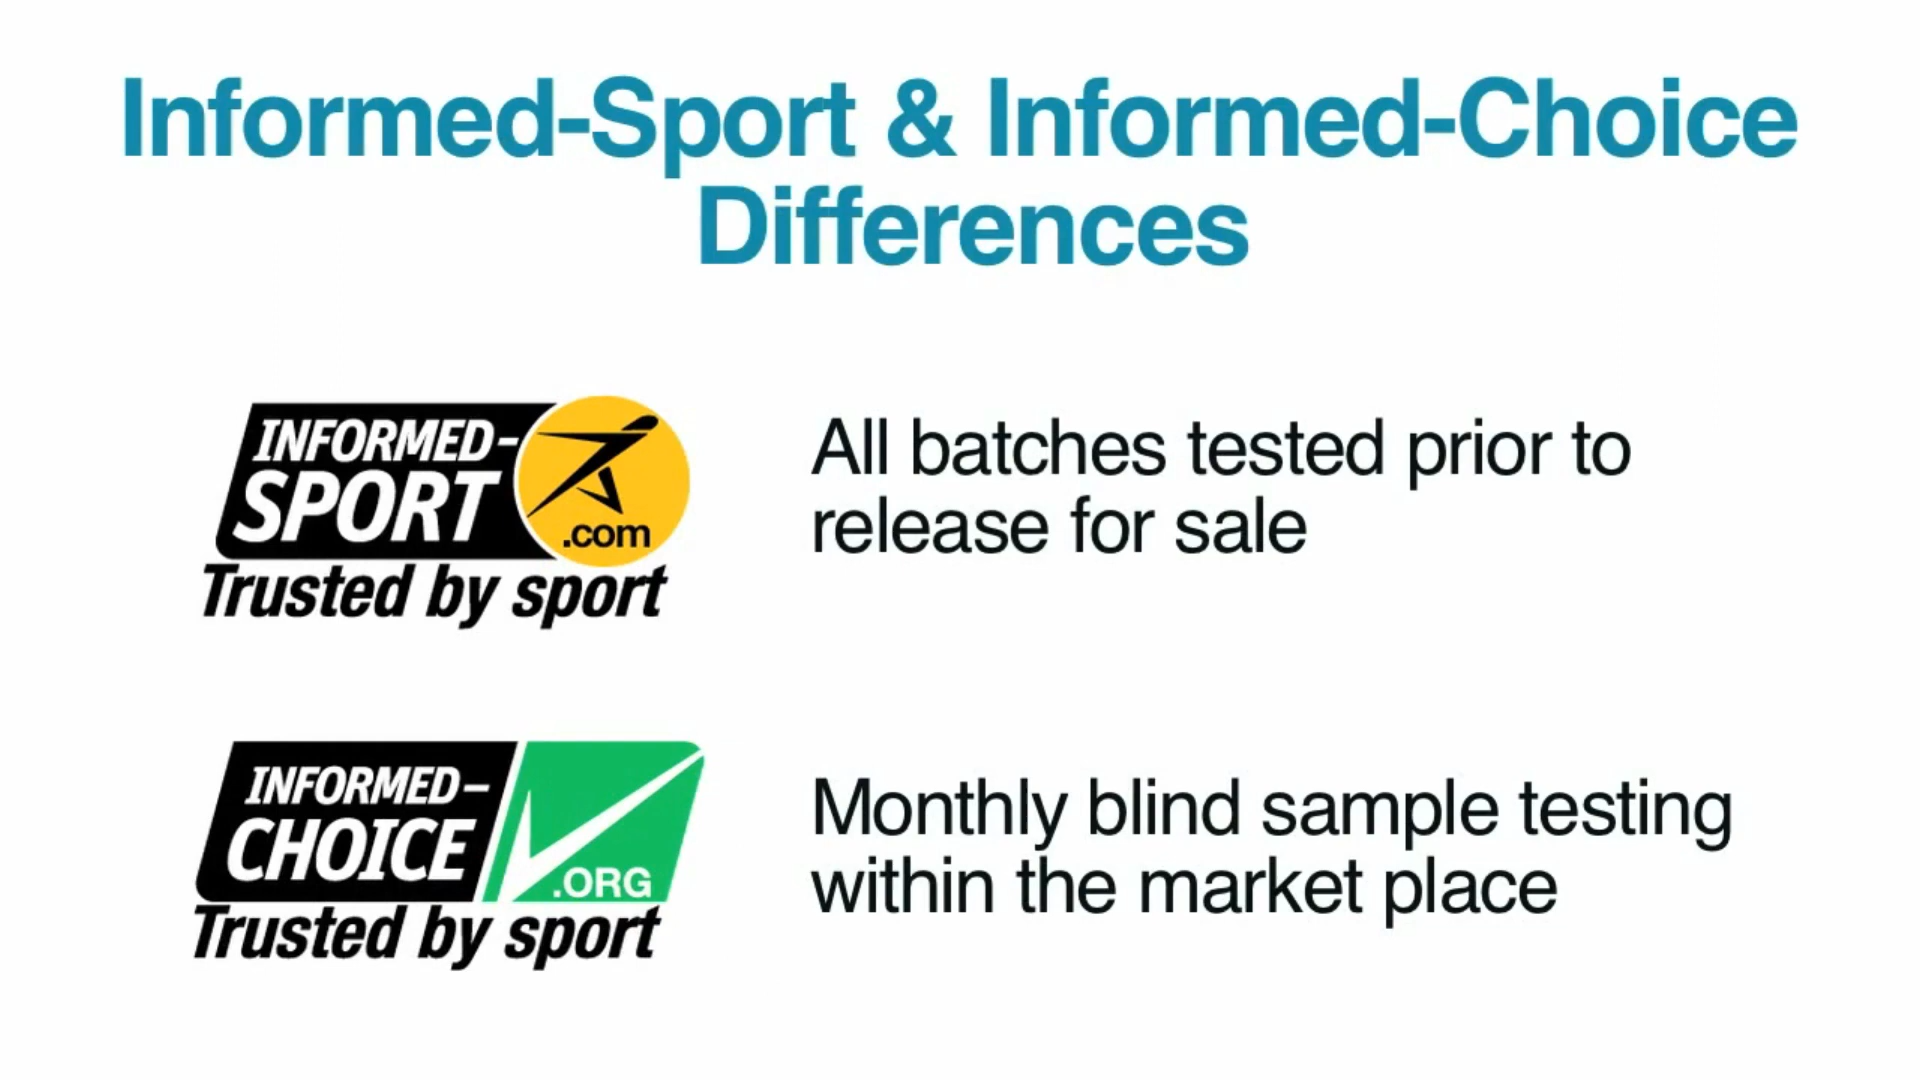 Informed-Sport & Informed-Choice
Differences
INFORMED-
SPORT
.com
Trusted by sport
All batches tested prior to
release for sale
INFORMED-
CHOICE
.ORG
Trusted by sport
Monthly blind sample testing
within the market place